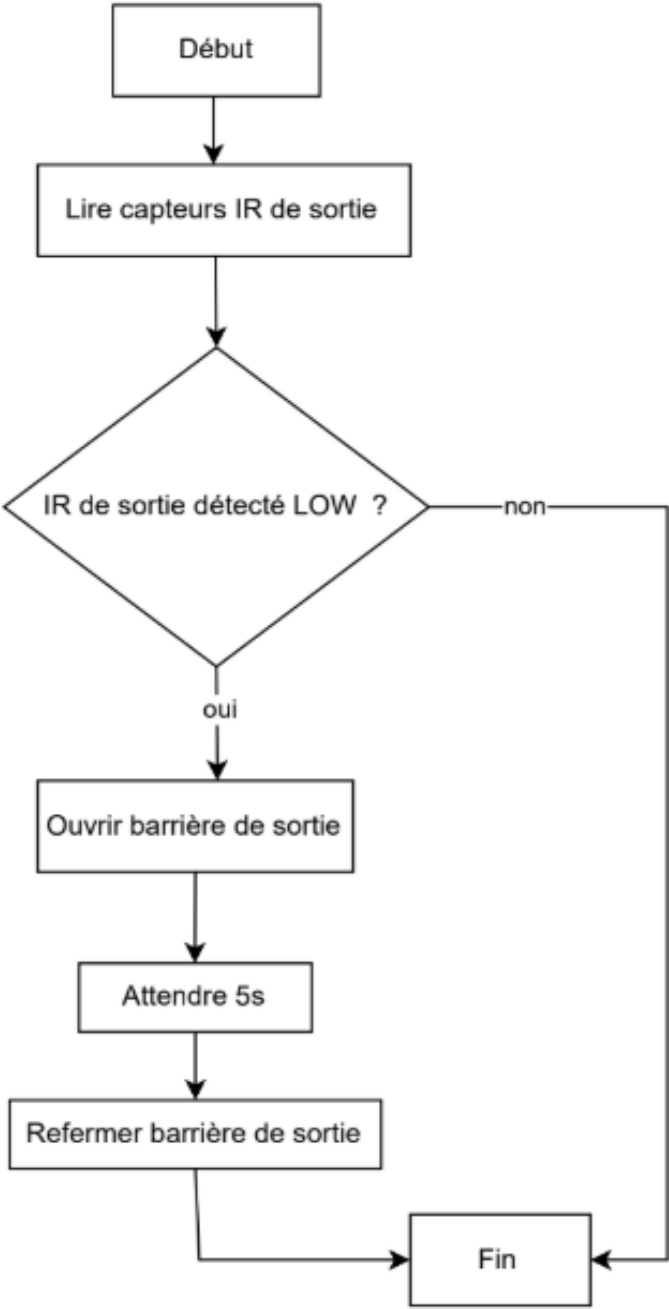 Début
Lire capteurs IR de sortie
IR de sortie détecté LOW ?
non
oui
Ouvrir barrière de sortie
Attendre 5s
Refermer barrière de sortie
Fin